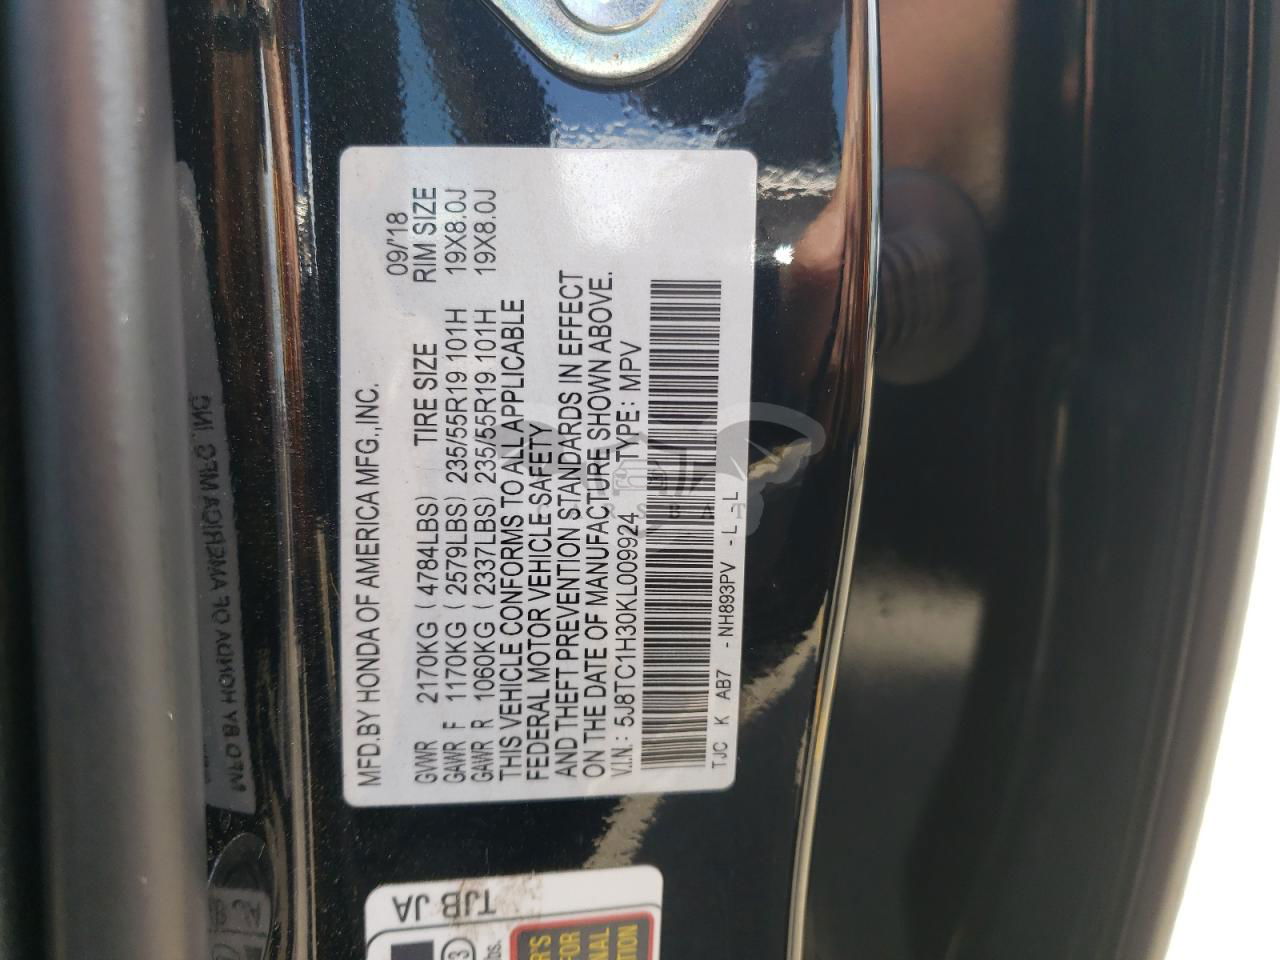 MFD.BY HONDA OF AMERICA MFG.,INC. 09/18
GVWR 2170KG ( 4784LBS) TIRE SIZE RIM SIZE
GAWR F 1170KG ( 2579LBS) 235/55R19 101H 19X8.0J
GAWR R 1060KG ( 2337LBS) 235/55R19 101H 19X8.0J
THIS VEHICLE CONFORMS TO ALL APPLICABLE
FEDERAL MOTOR VEHICLE SAFETY
AND THEFT PREVENTION STANDARDS IN EFFECT
ON THE DATE OF MANUFACTURE SHOWN ABOVE.
V.I.N.: 5J8TC1H30KL009924 TYPE: MPV
TJC K AB7 - NH893PV - L - L
CARSBAT
TJB JA